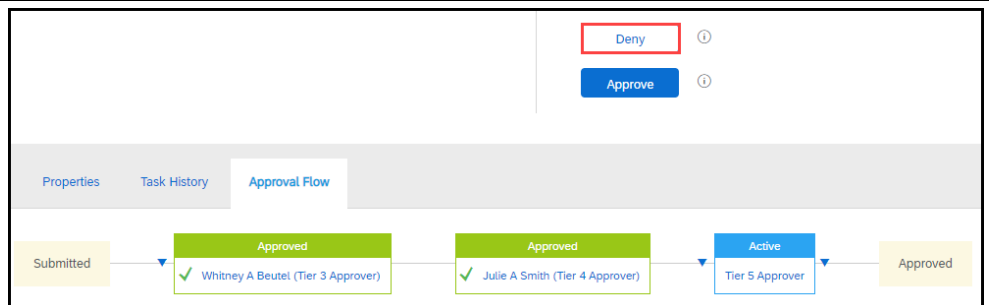 Deny
Approve
Properties Task History Approval Flow
Approved Approved Active
Submitted Whitney A Beutel (Tier 3 Approver) Julie A Smith (Tier 4 Approver) Tier 5 Approver Approved